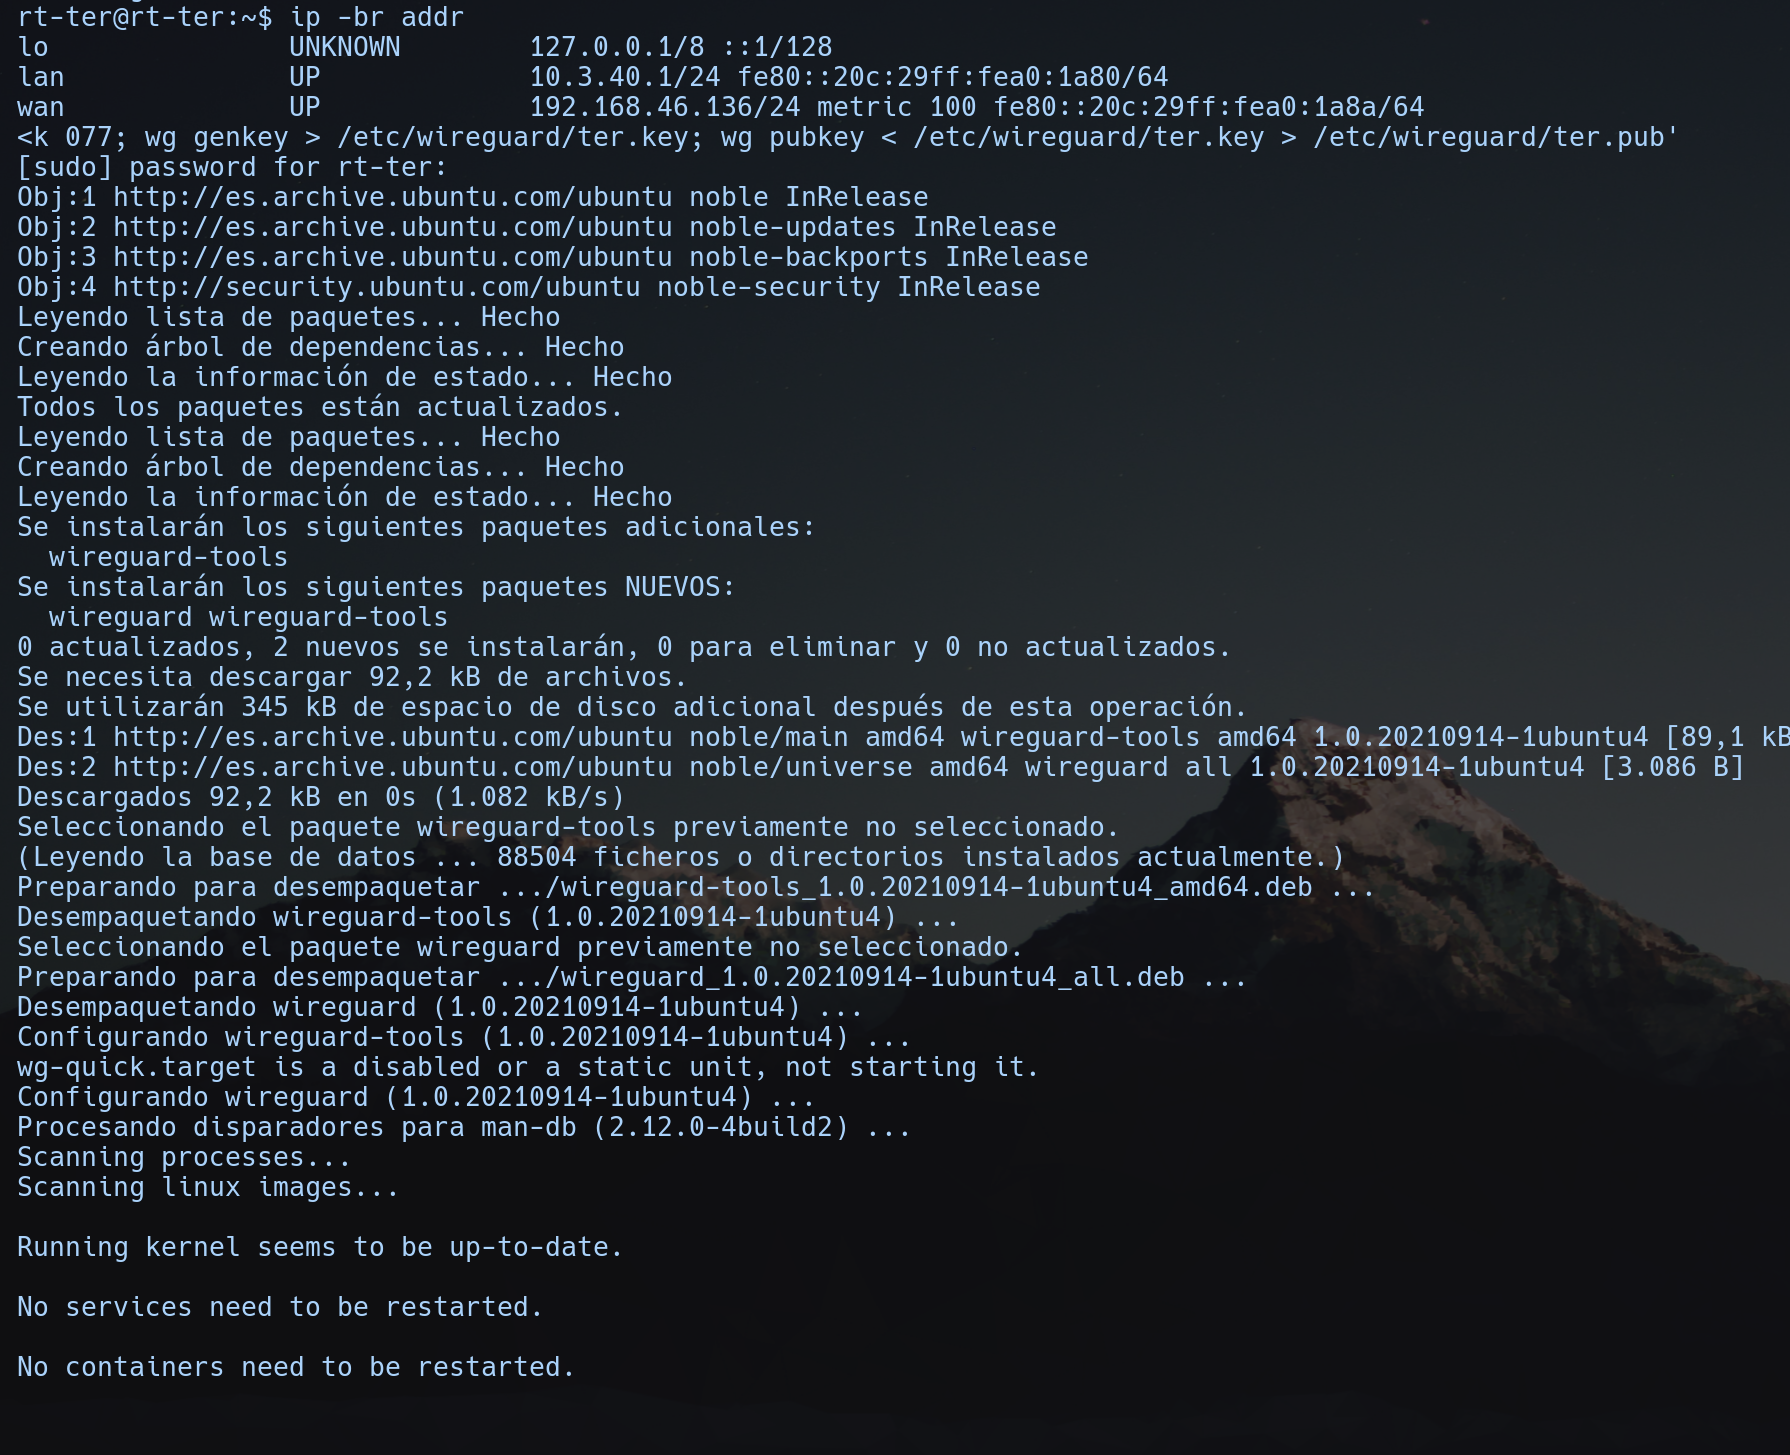 rt-ter@rt-ter:~$ ip -br addr
lo               UNKNOWN        127.0.0.1/8 ::1/128
lan              UP             10.3.40.1/24 fe80::20c:29ff:fea0:1a80/64
wan              UP             192.168.46.136/24 metric 100 fe80::20c:29ff:fea0:1a8a/64
<k 077; wg genkey > /etc/wireguard/ter.key; wg pubkey < /etc/wireguard/ter.key > /etc/wireguard/ter.pub'
[sudo] password for rt-ter:
Obj:1 http://es.archive.ubuntu.com/ubuntu noble InRelease
Obj:2 http://es.archive.ubuntu.com/ubuntu noble-updates InRelease
Obj:3 http://es.archive.ubuntu.com/ubuntu noble-backports InRelease
Obj:4 http://security.ubuntu.com/ubuntu noble-security InRelease
Leyendo lista de paquetes... Hecho
Creando árbol de dependencias... Hecho
Leyendo la información de estado... Hecho
Todos los paquetes están actualizados.
Leyendo lista de paquetes... Hecho
Creando árbol de dependencias... Hecho
Leyendo la información de estado... Hecho
Se instalarán los siguientes paquetes adicionales:
  wireguard-tools
Se instalarán los siguientes paquetes NUEVOS:
  wireguard wireguard-tools
0 actualizados, 2 nuevos se instalarán, 0 para eliminar y 0 no actualizados.
Se necesita descargar 92,2 kB de archivos.
Se utilizarán 345 kB de espacio de disco adicional después de esta operación.
Des:1 http://es.archive.ubuntu.com/ubuntu noble/main amd64 wireguard-tools amd64 1.0.20210914-1ubuntu4 [89,1 kB
Des:2 http://es.archive.ubuntu.com/ubuntu noble/universe amd64 wireguard all 1.0.20210914-1ubuntu4 [3.086 B]
Descargados 92,2 kB en 0s (1.082 kB/s)
Seleccionando el paquete wireguard-tools previamente no seleccionado.
(Leyendo la base de datos ... 88504 ficheros o directorios instalados actualmente.)
Preparando para desempaquetar .../wireguard-tools_1.0.20210914-1ubuntu4_amd64.deb ...
Desempaquetando wireguard-tools (1.0.20210914-1ubuntu4) ...
Seleccionando el paquete wireguard previamente no seleccionado.
Preparando para desempaquetar .../wireguard_1.0.20210914-1ubuntu4_all.deb ...
Desempaquetando wireguard (1.0.20210914-1ubuntu4) ...
Configurando wireguard-tools (1.0.20210914-1ubuntu4) ...
wg-quick.target is a disabled or a static unit, not starting it.
Configurando wireguard (1.0.20210914-1ubuntu4) ...
Procesando disparadores para man-db (2.12.0-4build2) ...
Scanning processes...
Scanning linux images...
Running kernel seems to be up-to-date.
No services need to be restarted.
No containers need to be restarted.